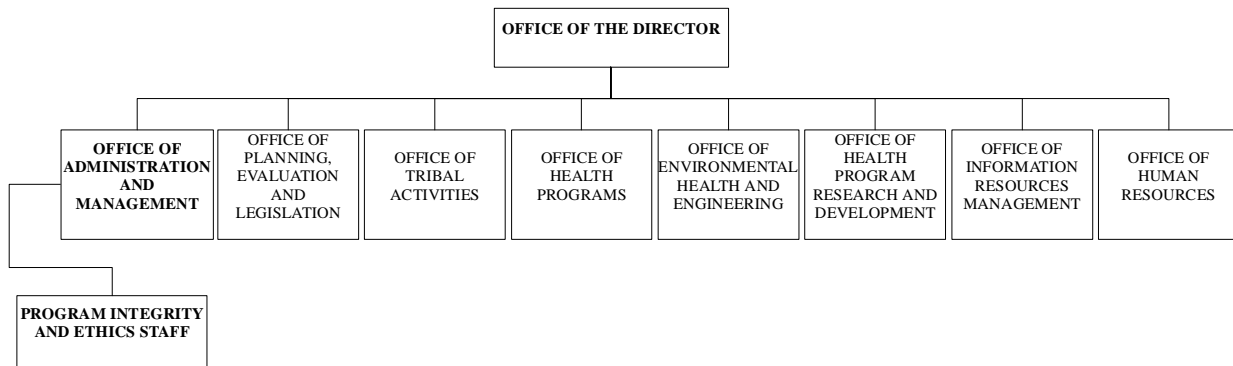 OFFICE OF THE DIRECTOR
OFFICE OF
ADMINISTRATION
AND
MANAGEMENT
OFFICE OF
PLANNING,
EVALUATION
AND
LEGISLATION
OFFICE OF
TRIBAL
ACTIVITIES
OFFICE OF
HEALTH
PROGRAMS
OFFICE OF
ENVIRONMENTAL
HEALTH AND
ENGINEERING
OFFICE OF
HEALTH
PROGRAM
RESEARCH AND
DEVELOPMENT
OFFICE OF
INFORMATION
RESOURCES
MANAGEMENT
OFFICE OF
HUMAN
RESOURCES
PROGRAM INTEGRITY
AND ETHICS STAFF